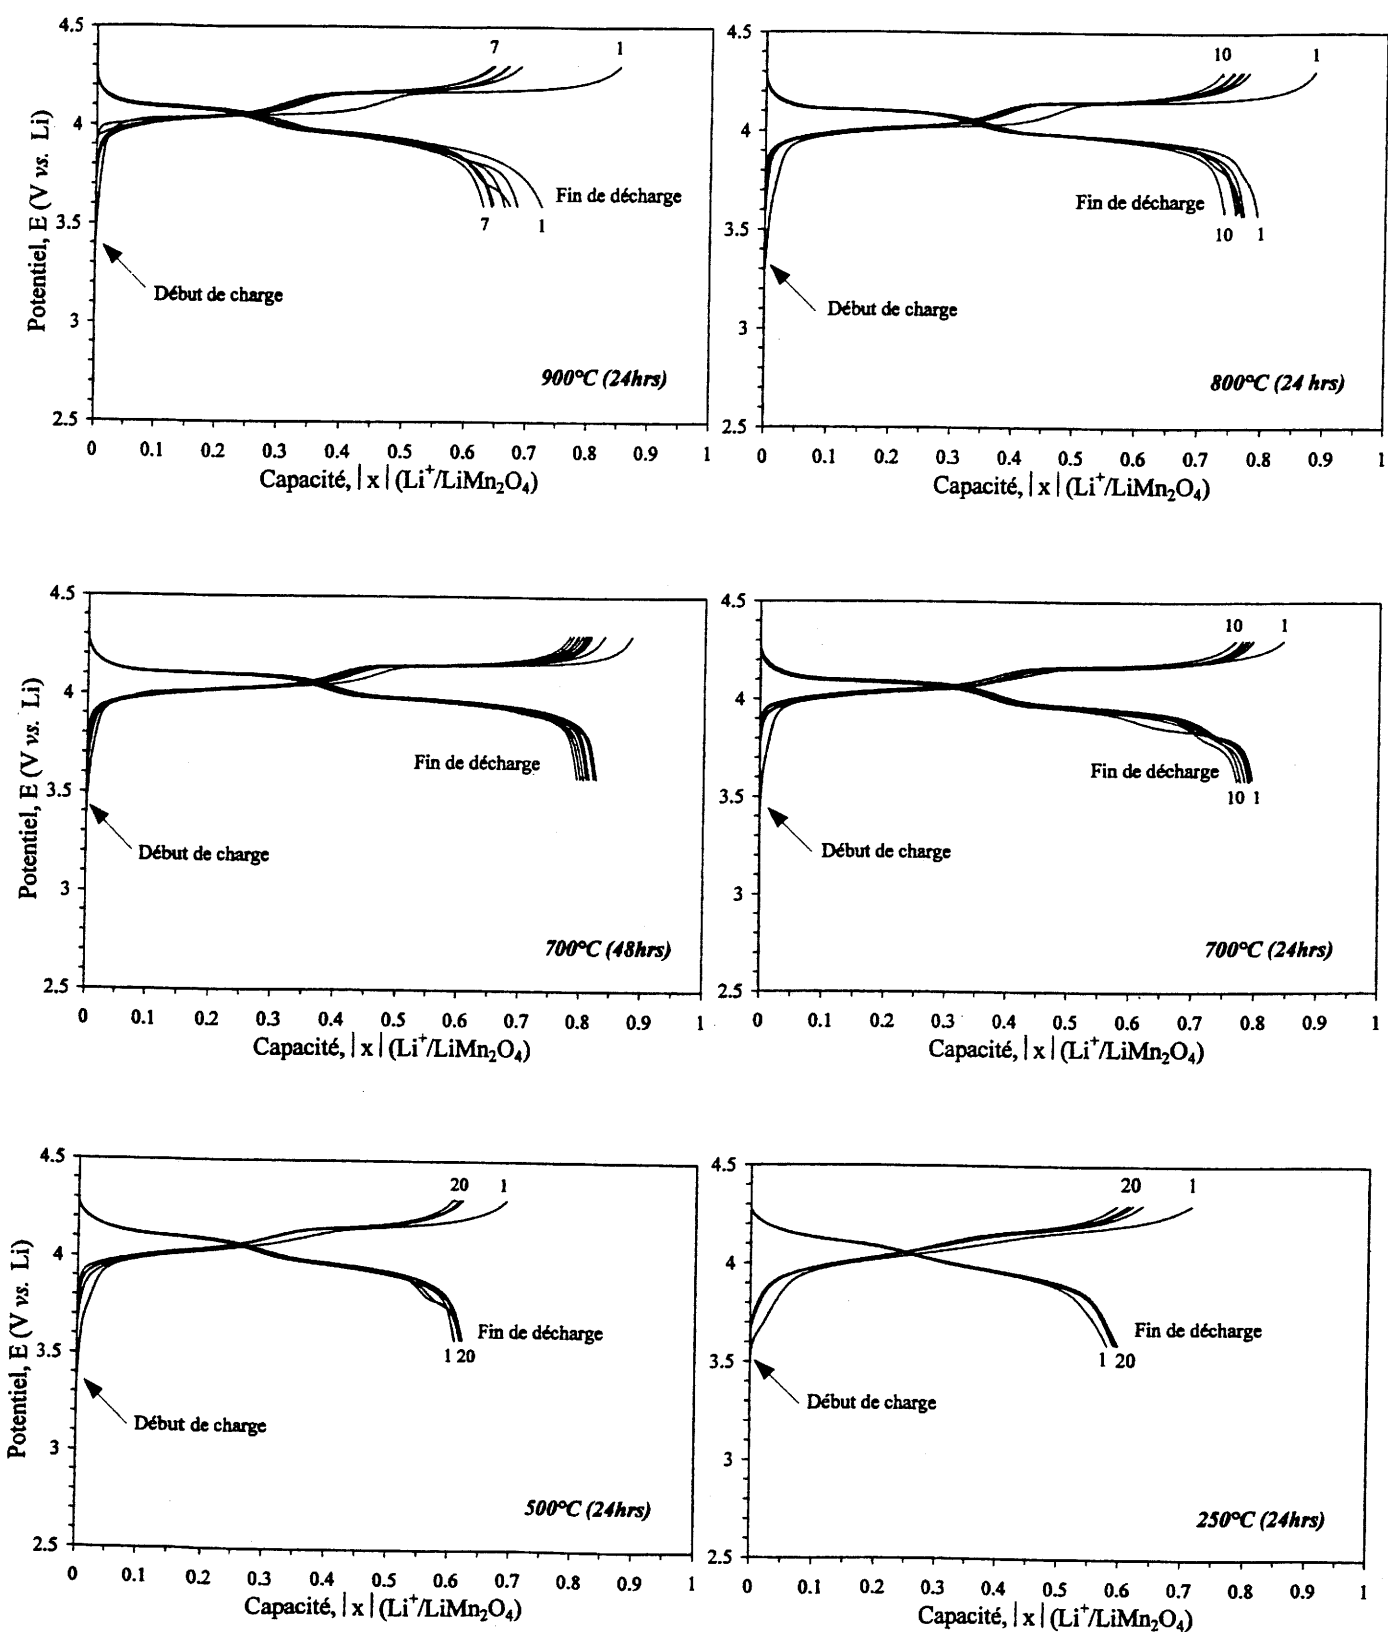 4.5
4
3.5
3
2.5
Potentiel, E (V vs. Li)
7
1
Fin de décharge
7
1
Début de charge
900°C (24hrs)
0 0.1 0.2 0.3 0.4 0.5 0.6 0.7 0.8 0.9 1
Capacité, |x| (Li⁺/LiMn₂O₄)
4.5
4
3.5
3
2.5
10
1
Fin de décharge
10
1
Début de charge
800°C (24 hrs)
0 0.1 0.2 0.3 0.4 0.5 0.6 0.7 0.8 0.9 1
Capacité, |x| (Li⁺/LiMn₂O₄)
4.5
4
3.5
3
2.5
Potentiel, E (V vs. Li)
Fin de décharge
Début de charge
700°C (48hrs)
0 0.1 0.2 0.3 0.4 0.5 0.6 0.7 0.8 0.9 1
Capacité, |x| (Li⁺/LiMn₂O₄)
4.5
4
3.5
3
2.5
10
1
Fin de décharge
10 1
Début de charge
700°C (24hrs)
0 0.1 0.2 0.3 0.4 0.5 0.6 0.7 0.8 0.9 1
Capacité, |x| (Li⁺/LiMn₂O₄)
4.5
4
3.5
3
2.5
Potentiel, E (V vs. Li)
20
1
Fin de décharge
1 20
Début de charge
500°C (24hrs)
0 0.1 0.2 0.3 0.4 0.5 0.6 0.7 0.8 0.9 1
Capacité, |x| (Li⁺/LiMn₂O₄)
4.5
4
3.5
3
2.5
20
1
Fin de décharge
1 20
Début de charge
250°C (24hrs)
0 0.1 0.2 0.3 0.4 0.5 0.6 0.7 0.8 0.9 1
Capacité, |x| (Li⁺/LiMn₂O₄)